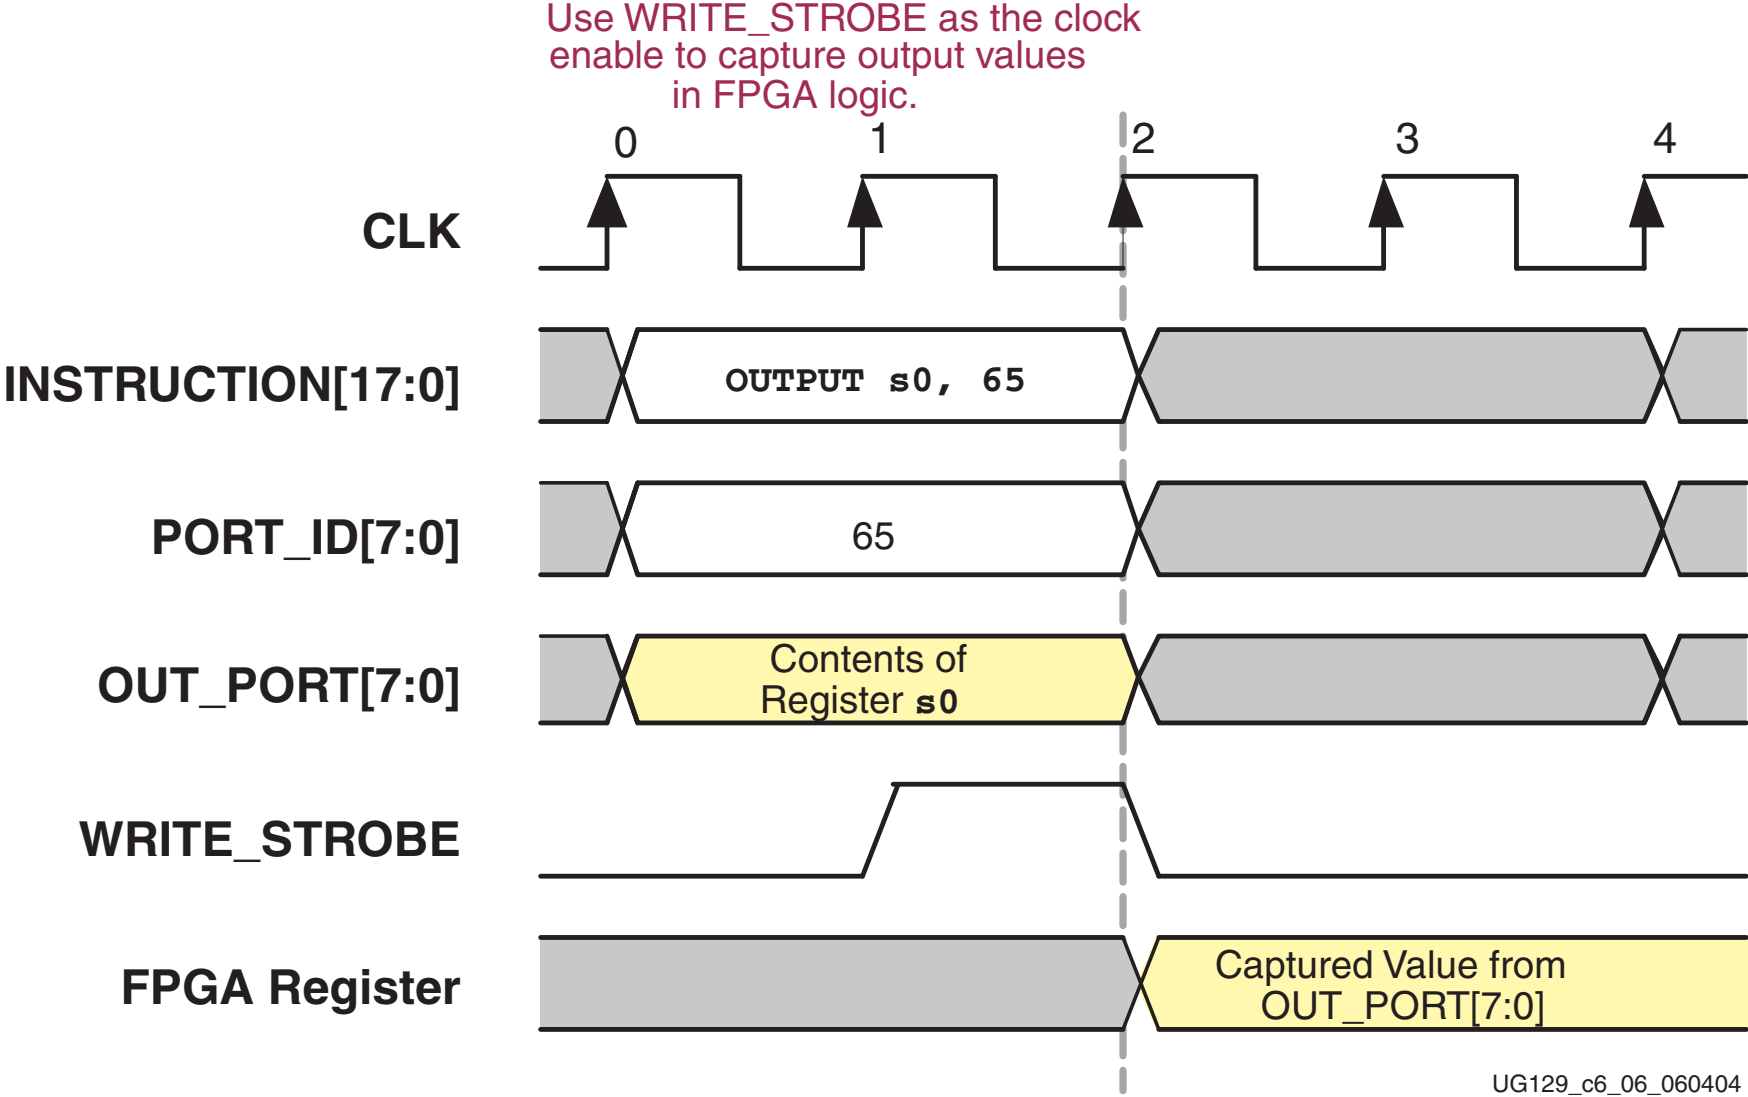 Use WRITE_STROBE as the clock
enable to capture output values
in FPGA logic.
0 1 2 3 4
CLK
INSTRUCTION[17:0] OUTPUT s0, 65
PORT_ID[7:0] 65
Contents of
OUT_PORT[7:0]
Register s0
WRITE_STROBE
Captured Value from
FPGA Register
OUT_PORT[7:0]
UG129_c6_06_060404